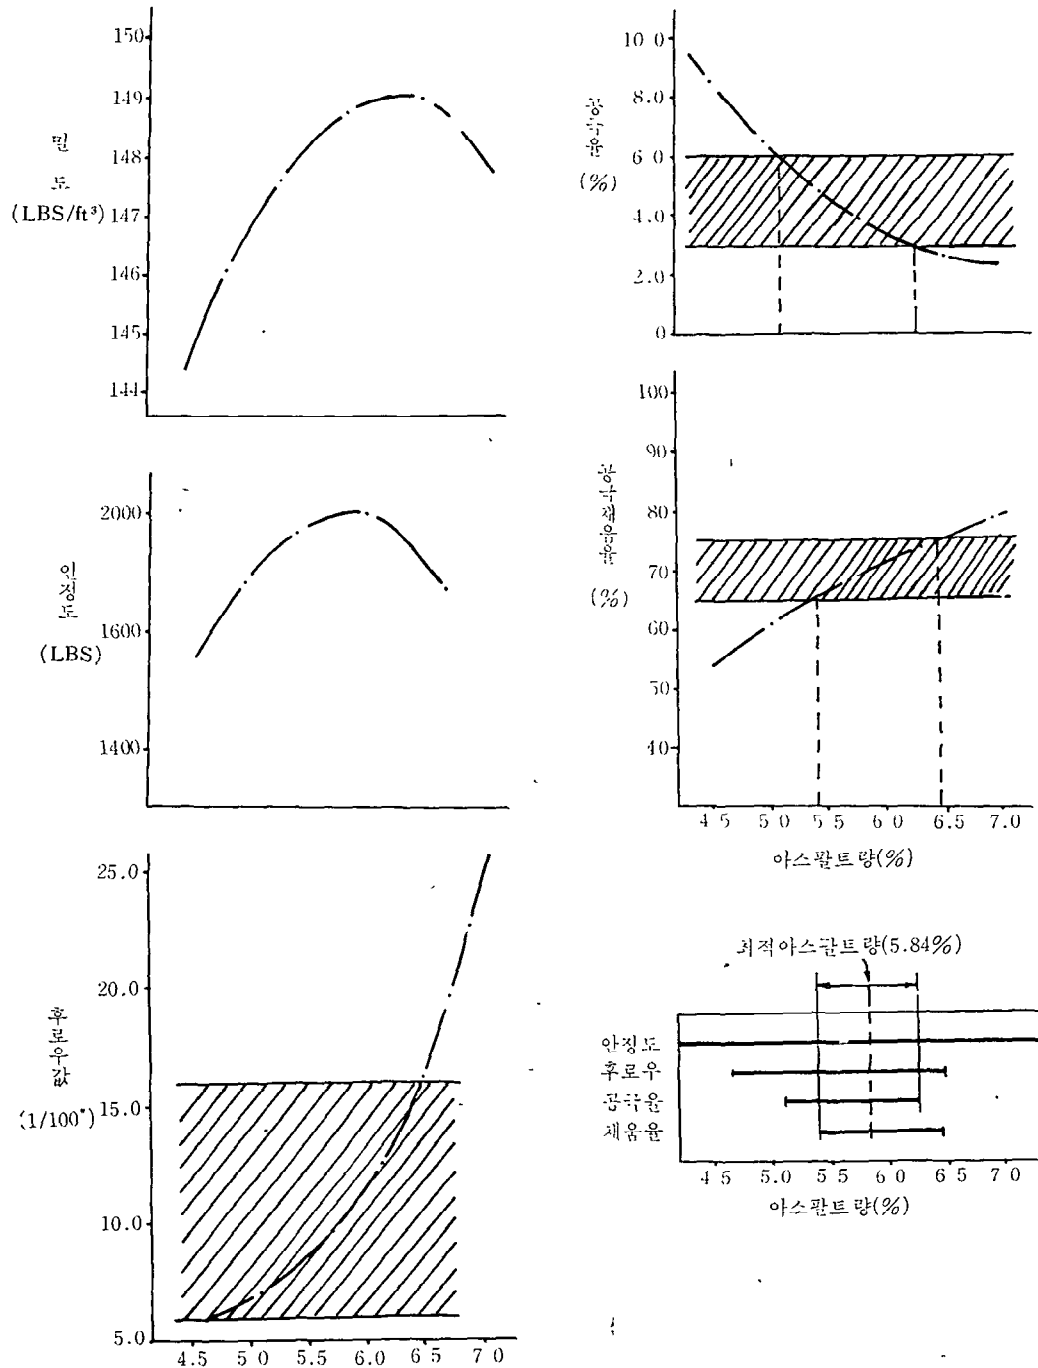 150
149
148
147
146
145
144
밀
도
(LBS/ft³)
10 0
8.0
6 0
4.0
2.0
0
공
극
율
(%)
2000
1800
1600
1400
안
정
도
(LBS)
100
90
80
70
60
50
40
공
극
채
움
율
(%)
4 5 5 0 5 5 6 0 6.5 7.0
아스팔트량(%)
25.0
20.0
15.0
10.0
5.0
후
로
우
값
(1/100")
4.5 5 0 5.5 6.0 6 5 7 0
최적아스팔트량(5.84%)
안정도
후로우
공극율
채움율
4 5 5.0 5 5 6 0 6 5 7 0
아스팔트량(%)